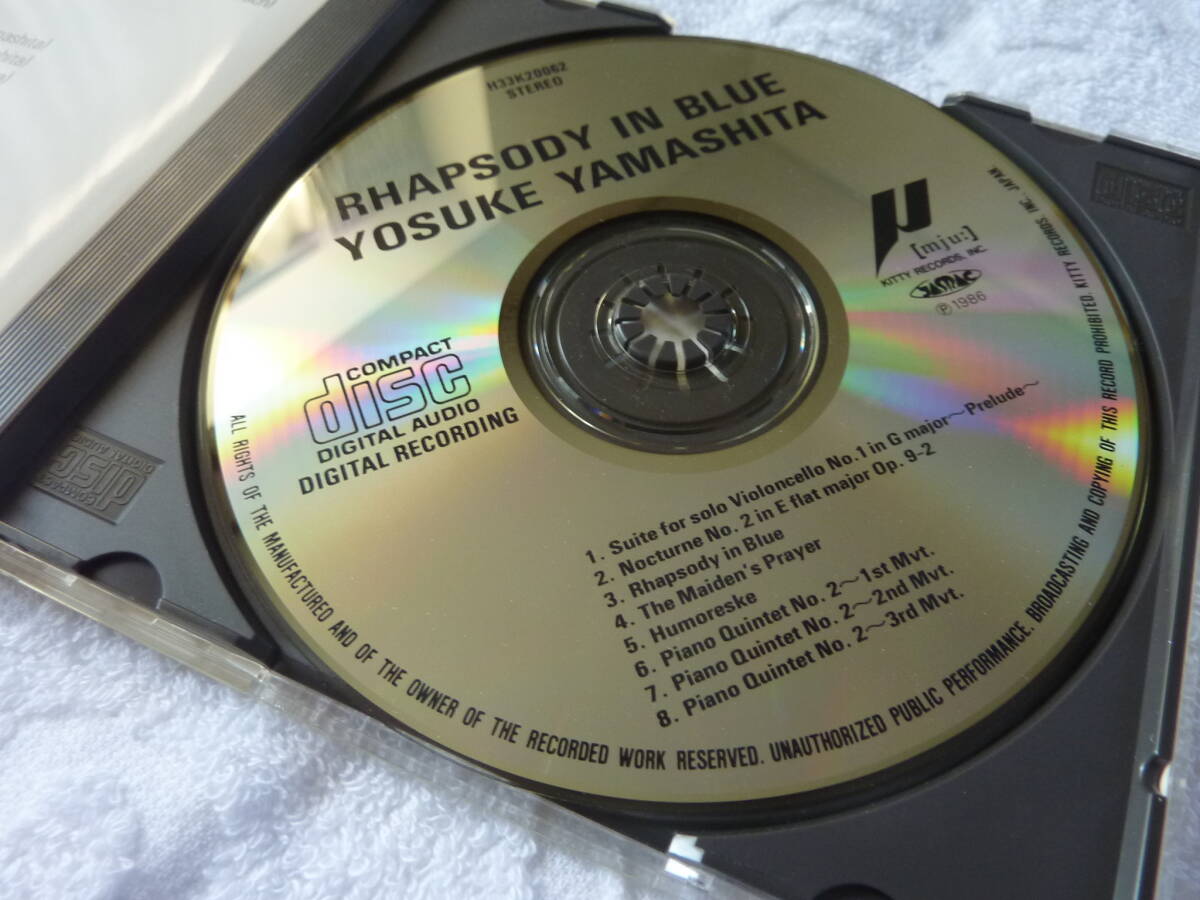 H33K20062
STEREO
RHAPSODY IN BLUE
YOSUKE YAMASHITA
μ
[mju:]
KITTY RECORDS, INC.
JASRAC
℗1986
COMPACT
disc
DIGITAL AUDIO
DIGITAL RECORDING
1. Suite for solo Violoncello No.1 in G major〜Prelude〜
2. Nocturne No. 2 in E flat major Op. 9-2
3. Rhapsody in Blue
4. The Maiden's Prayer
5. Humoreske
6. Piano Quintet No. 2〜1st Mvt.
7. Piano Quintet No. 2〜2nd Mvt.
8. Piano Quintet No. 2〜3rd Mvt.
ALL RIGHTS OF THE MANUFACTURED AND OF THE OWNER OF THE RECORDED WORK RESERVED. UNAUTHORIZED PUBLIC PERFORMANCE. BROADCASTING AND COPYING OF THIS RECORD PROHIBITED. KITTY RECORDS INC. JAPAN
COMPACT
disc